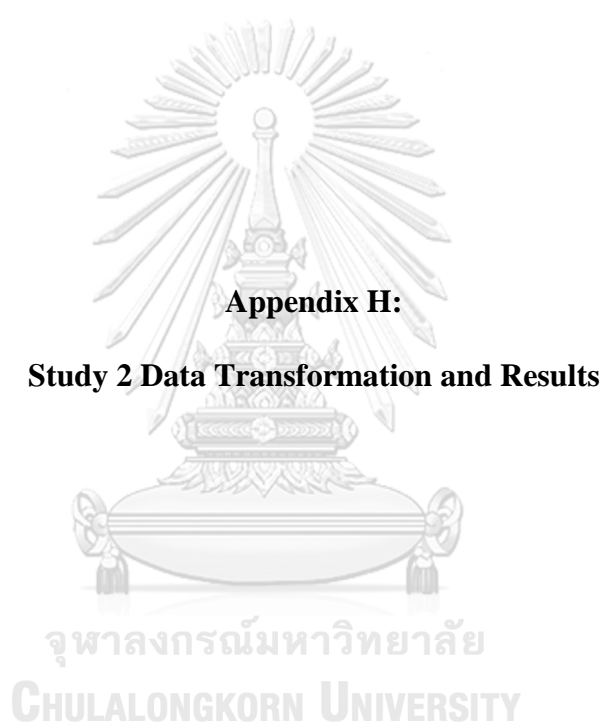 Appendix H:
Study 2 Data Transformation and Results
จุฬาลงกรณ์มหาวิทยาลัย
CHULALONGKORN UNIVERSITY